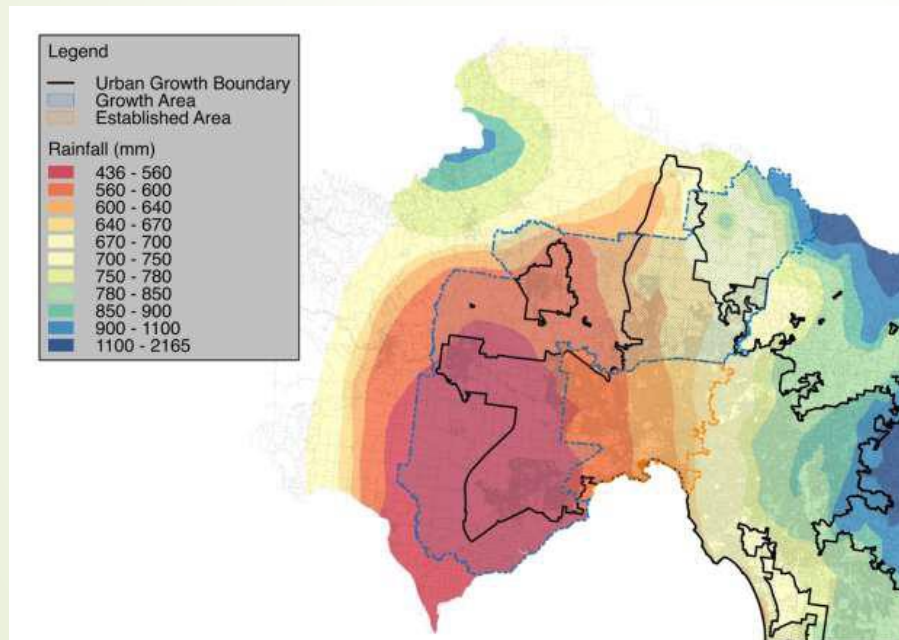 Legend
Urban Growth Boundary
Growth Area
Established Area
Rainfall (mm)
436 - 560
560 - 600
600 - 640
640 - 670
670 - 700
700 - 750
750 - 780
780 - 850
850 - 900
900 - 1100
1100 - 2165